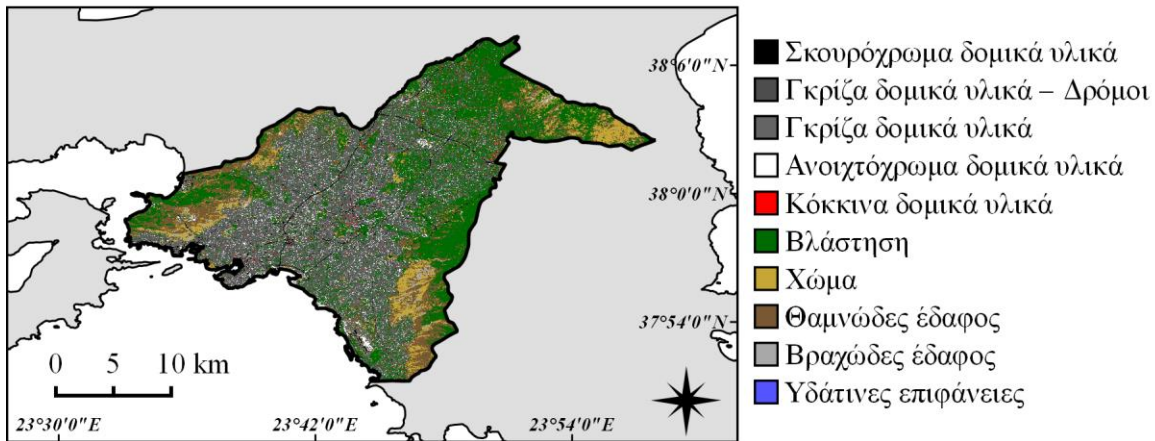 38°6'0"N
38°0'0"N
37°54'0"N
0 5 10 km
23°30'0"E 23°42'0"E 23°54'0"E
Σκουρόχρωμα δομικά υλικά
Γκρίζα δομικά υλικά – Δρόμοι
Γκρίζα δομικά υλικά
Ανοιχτόχρωμα δομικά υλικά
Κόκκινα δομικά υλικά
Βλάστηση
Χώμα
Θαμνώδες έδαφος
Βραχώδες έδαφος
Υδάτινες επιφάνειες